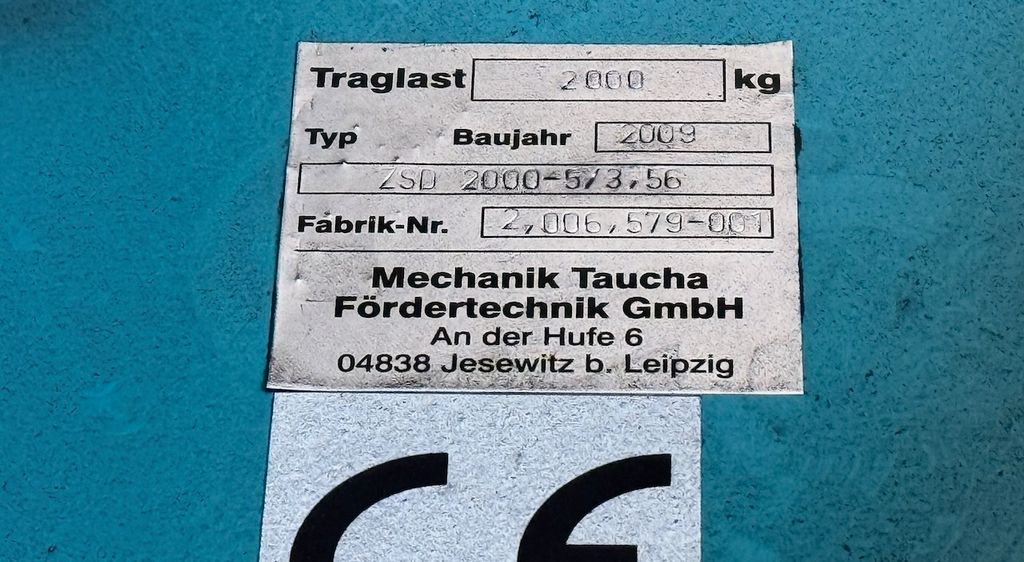 Traglast 2000 kg
Typ Baujahr 2009
ZSD 2000-5/3,56
Fabrik-Nr. 2,006,579-001
Mechanik Taucha
Fördertechnik GmbH
An der Hufe 6
04838 Jesewitz b. Leipzig
CE